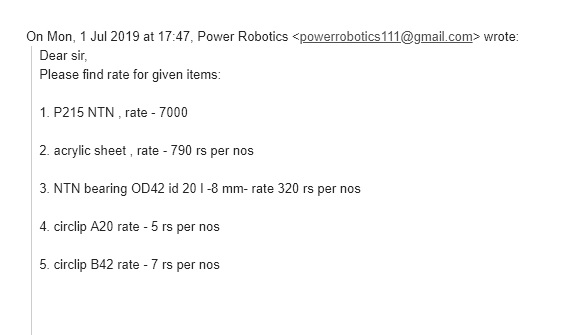 On Mon, 1 Jul 2019 at 17:47, Power Robotics <powerrobotics111@gmail.com> wrote:
Dear sir,
Please find rate for given items:
1. P215 NTN , rate - 7000
2. acrylic sheet , rate - 790 rs per nos
3. NTN bearing OD42 id 20 l -8 mm- rate 320 rs per nos
4. circlip A20 rate - 5 rs per nos
5. circlip B42 rate - 7 rs per nos